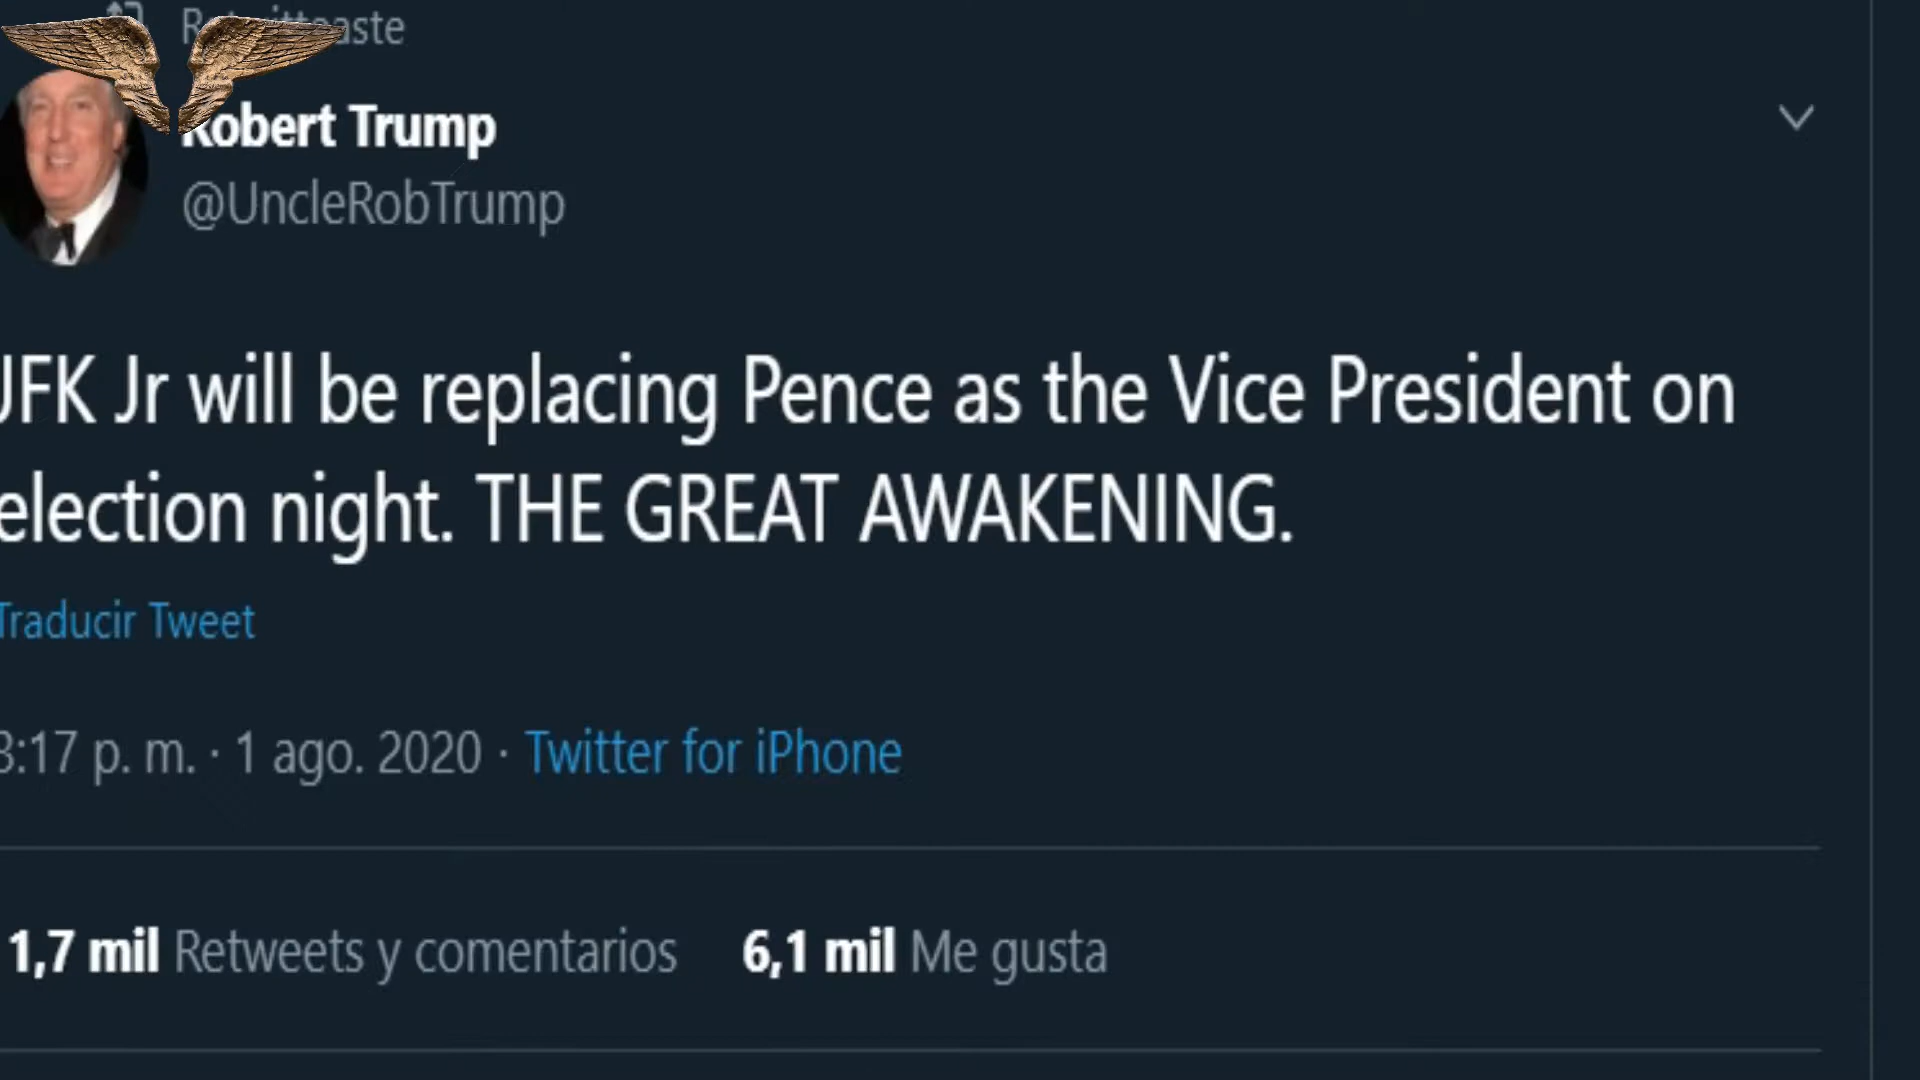 Robert Trump
@UncleRobTrump
JFK Jr will be replacing Pence as the Vice President on
election night. THE GREAT AWAKENING.
Traducir Tweet
:17 p. m. · 1 ago. 2020 · Twitter for iPhone
1,7 mil Retweets y comentarios 6,1 mil Me gusta